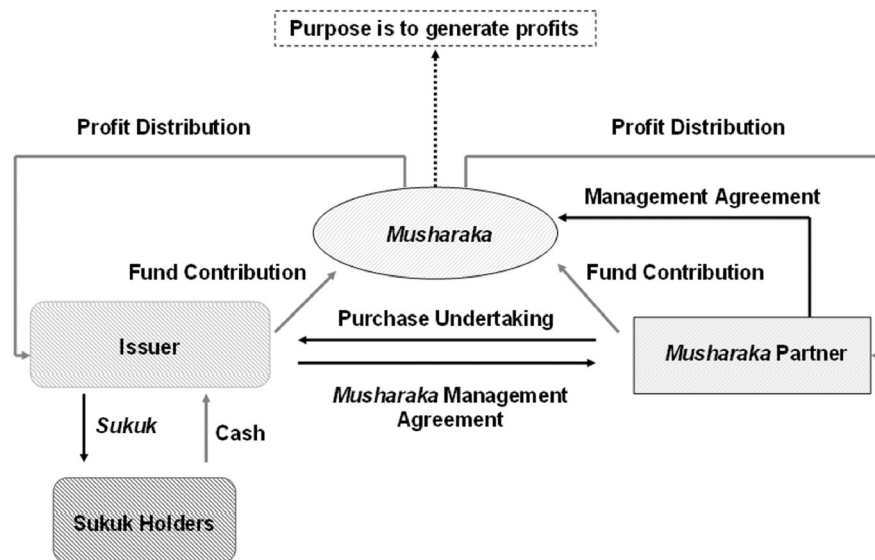 Purpose is to generate profits
Profit Distribution
Profit Distribution
Management Agreement
Musharaka
Fund Contribution
Fund Contribution
Purchase Undertaking
Issuer
Musharaka Partner
Musharaka Management
Agreement
Sukuk
Cash
Sukuk Holders